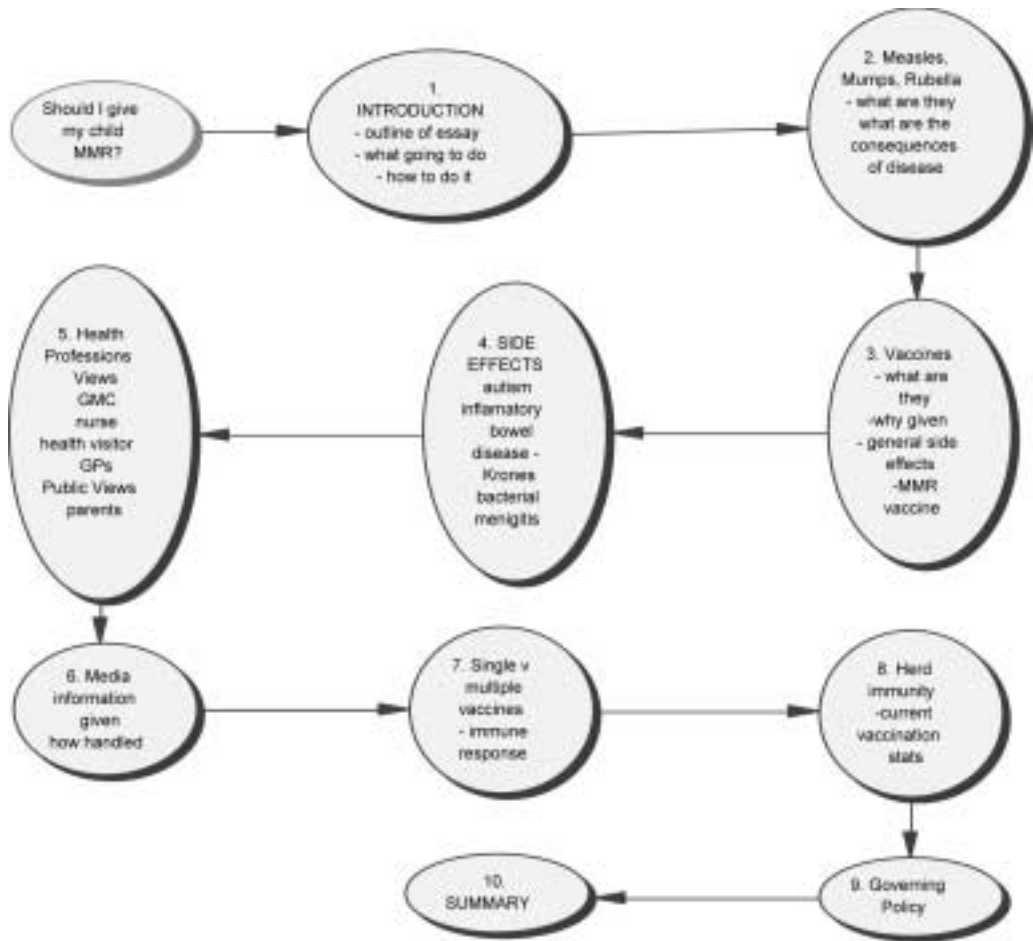 Should I give
my child
MMR?
1.
INTRODUCTION
- outline of essay
- what going to do
- how to do it
2. Measles,
Mumps, Rubella
- what are they
what are the
consequences
of disease
3. Vaccines
- what are
they
-why given
- general side
effects
-MMR
vaccine
4. SIDE
EFFECTS
autism
inflamatory
bowel
disease -
Krones
bacterial
menigitis
5. Health
Professions
Views
GMC
nurse
health visitor
GPs
Public Views
parents
6. Media
information
given
how handled
7. Single v
multiple
vaccines
- immune
response
8. Herd
immunity
-current
vaccination
stats
9. Governing
Policy
10.
SUMMARY